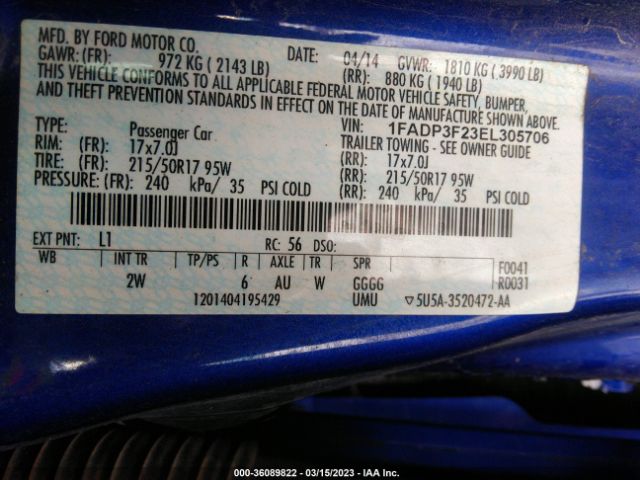 MFD. BY FORD MOTOR CO.
DATE: 04/14 GVWR: 1810 KG ( 3990 LB)
GAWR: (FR): 972 KG ( 2143 LB) (RR): 880 KG ( 1940 LB)
THIS VEHICLE CONFORMS TO ALL APPLICABLE FEDERAL MOTOR VEHICLE SAFETY, BUMPER,
AND THEFT PREVENTION STANDARDS IN EFFECT ON THE DATE OF MANUFACTURE SHOWN ABOVE.
VIN: 1FADP3F23EL305706
TYPE: Passenger Car TRAILER TOWING - SEE OWNER GUIDE
RIM: (FR): 17x7.0J (RR): 17x7.0J
TIRE: (FR): 215/50R17 95W (RR): 215/50R17 95W
PRESSURE: (FR): 240 kPa/ 35 PSI COLD (RR): 240 kPa/ 35 PSI COLD
EXT PNT: L1 RC: 56 DSO:
WB INT TR TP/PS R AXLE TR SPR F0041
2W 6 AU W GGGG R0031
1201404195429 UMU ▽5U5A-3520472-AA
000-36089822 - 03/15/2023 - IAA Inc.